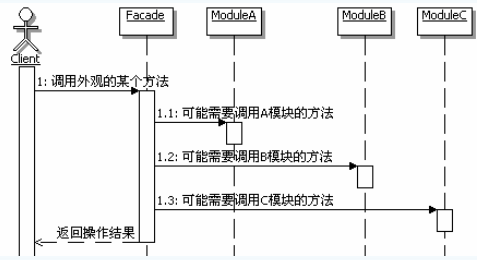 Facade
ModuleA
ModuleB
ModuleC
Client
1: 调用外观的某个方法
1.1: 可能需要调用A模块的方法
1.2: 可能需要调用B模块的方法
1.3: 可能需要调用C模块的方法
返回操作结果